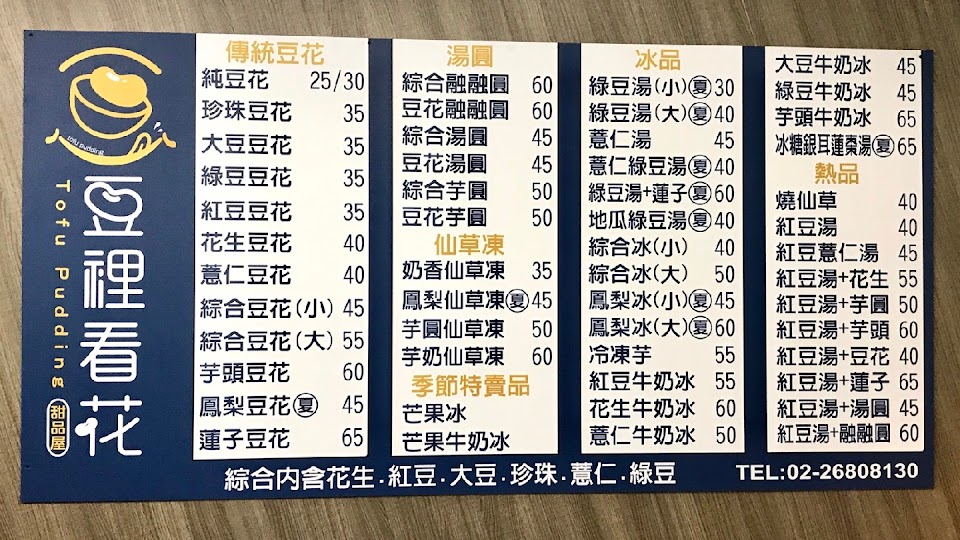 tofu pudding
豆裡看花
Tofu Pudding
甜品屋
傳統豆花
純豆花 25/30
珍珠豆花 35
大豆豆花 35
綠豆豆花 35
紅豆豆花 35
花生豆花 40
薏仁豆花 40
綜合豆花(小) 45
綜合豆花(大) 55
芋頭豆花 60
鳳梨豆花 夏 45
蓮子豆花 65
湯圓
綜合融融圓 60
豆花融融圓 60
綜合湯圓 45
豆花湯圓 45
綜合芋圓 50
豆花芋圓 50
仙草凍
奶香仙草凍 35
鳳梨仙草凍 夏 45
芋圓仙草凍 50
芋奶仙草凍 60
季節特賣品
芒果冰
芒果牛奶冰
冰品
綠豆湯(小) 夏 30
綠豆湯(大) 夏 40
薏仁湯 45
薏仁綠豆湯 夏 40
綠豆湯+蓮子 夏 60
地瓜綠豆湯 夏 40
綜合冰(小) 40
綜合冰(大) 50
鳳梨冰(小) 夏 45
鳳梨冰(大) 夏 60
冷凍芋 55
紅豆牛奶冰 55
花生牛奶冰 60
薏仁牛奶冰 50
大豆牛奶冰 45
綠豆牛奶冰 45
芋頭牛奶冰 65
冰糖銀耳蓮棗湯 夏 65
熱品
燒仙草 40
紅豆湯 40
紅豆薏仁湯 45
紅豆湯+花生 55
紅豆湯+芋圓 50
紅豆湯+芋頭 60
紅豆湯+豆花 40
紅豆湯+蓮子 65
紅豆湯+湯圓 45
紅豆湯+融融圓 60
綜合內含花生.紅豆.大豆.珍珠.薏仁.綠豆
TEL:02-26808130